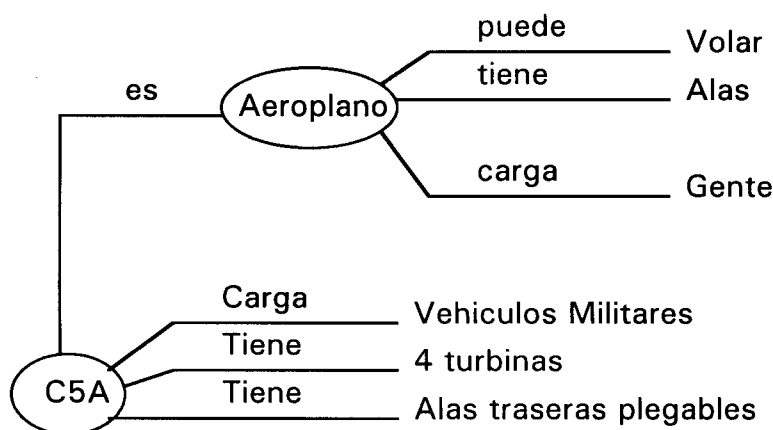 puede Volar
es Aeroplano tiene Alas
carga Gente
Carga Vehiculos Militares
Tiene 4 turbinas
C5A Tiene Alas traseras plegables